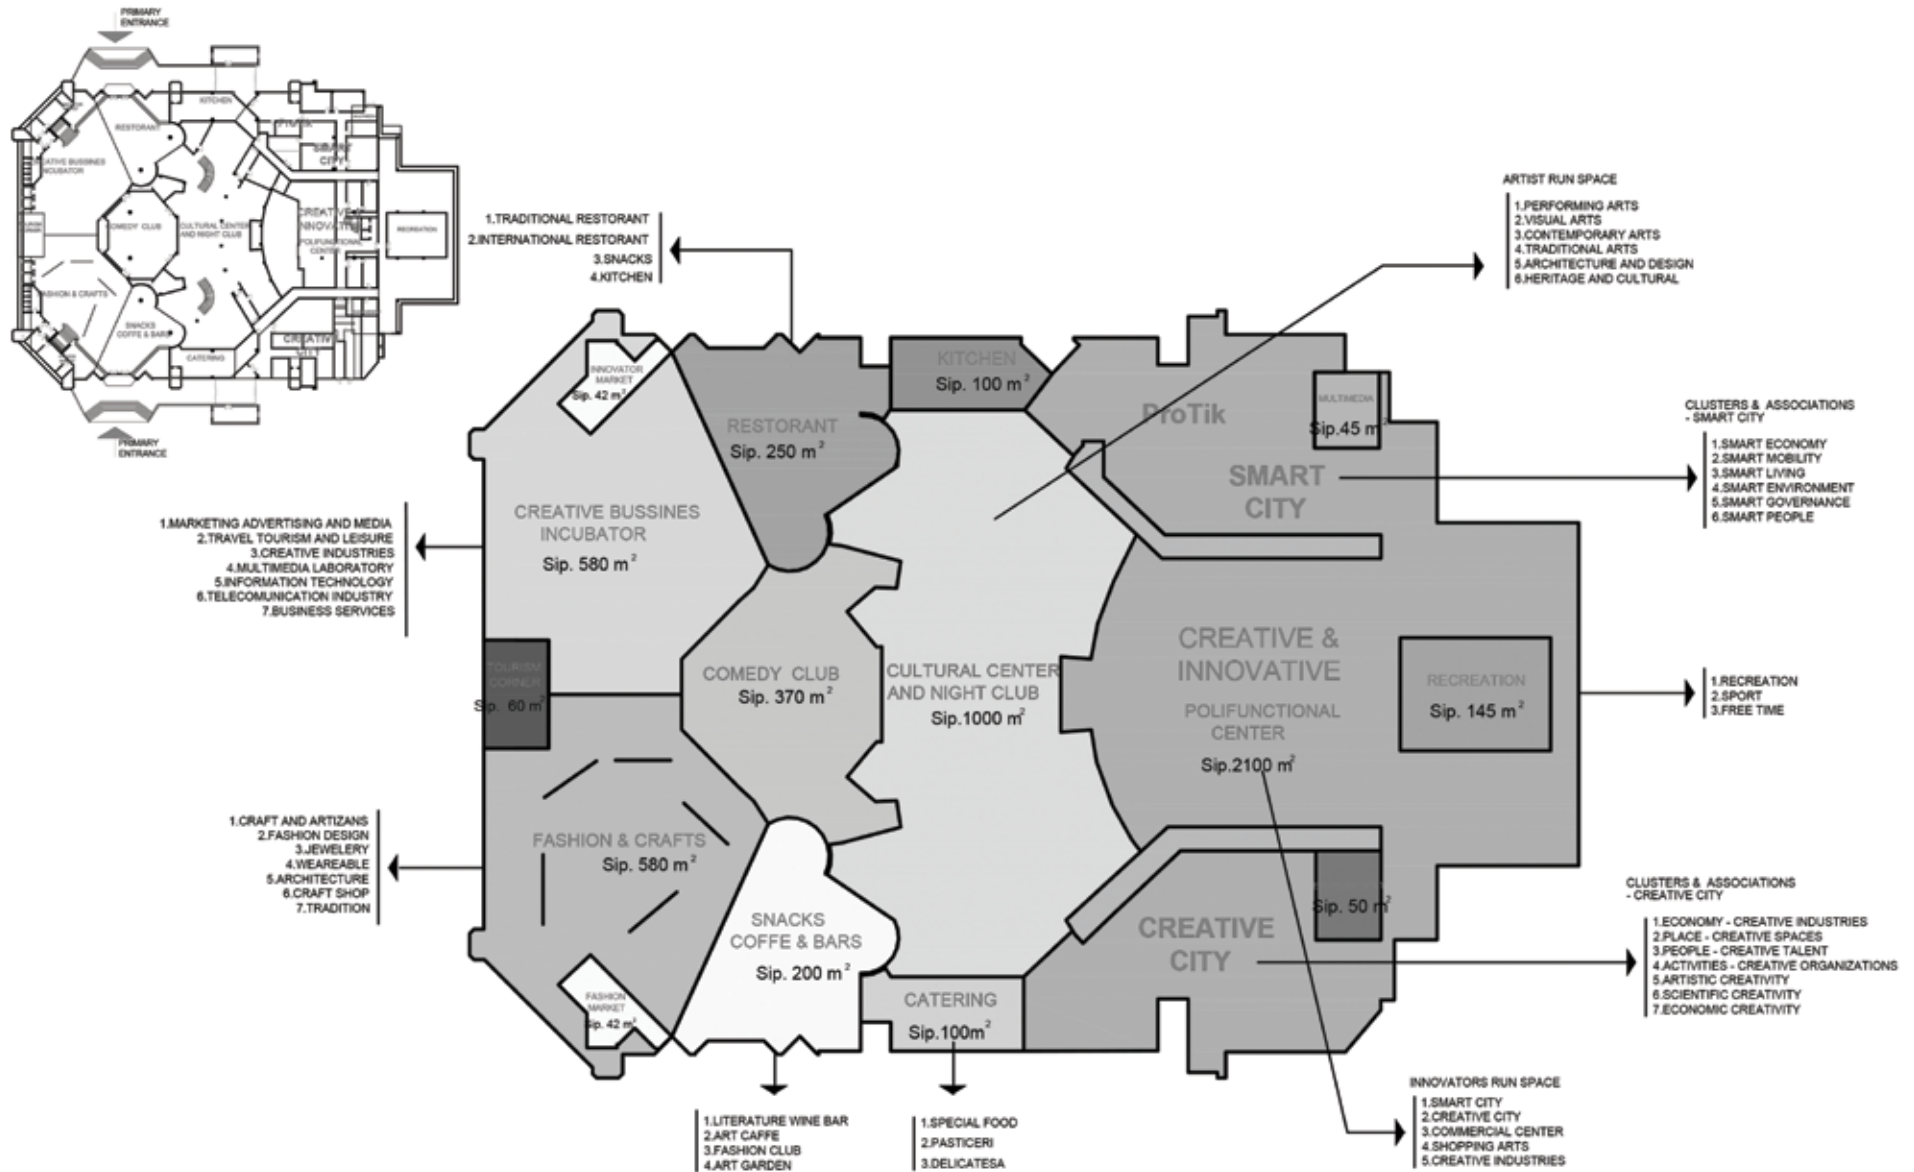 PRIMARY
ENTRANCE
KITCHEN
RESTORANT
ProTik
SMART
CITY
CREATIVE BUSSINES
INCUBATOR
COMEDY CLUB
CULTURAL CENTER
AND NIGHT CLUB
CREATIVE &
INNOVATIVE
POLIFUNCTIONAL
CENTER
RECREATION
FASHION & CRAFTS
SNACKS
COFFE & BARS
CATERING
CREATIVE
CITY
PRIMARY
ENTRANCE
1.TRADITIONAL RESTORANT
2.INTERNATIONAL RESTORANT
3.SNACKS
4.KITCHEN
ARTIST RUN SPACE
1.PERFORMING ARTS
2.VISUAL ARTS
3.CONTEMPORARY ARTS
4.TRADITIONAL ARTS
5.ARCHITECTURE AND DESIGN
6.HERITAGE AND CULTURAL
INNOVATOR
MARKET
Sip. 42 m²
RESTORANT
Sip. 250 m²
KITCHEN
Sip. 100 m²
ProTik
MULTIMEDIA
Sip.45 m²
SMART
CITY
CLUSTERS & ASSOCIATIONS
- SMART CITY
1.SMART ECONOMY
2.SMART MOBILITY
3.SMART LIVING
4.SMART ENVIRONMENT
5.SMART GOVERNANCE
6.SMART PEOPLE
1.MARKETING ADVERTISING AND MEDIA
2.TRAVEL TOURISM AND LEISURE
3.CREATIVE INDUSTRIES
4.MULTIMEDIA LABORATORY
5.INFORMATION TECHNOLOGY
6.TELECOMUNICATION INDUSTRY
7.BUSINESS SERVICES
CREATIVE BUSSINES
INCUBATOR
Sip. 580 m²
TOURISM
CORNER
Sip. 60 m²
COMEDY CLUB
Sip. 370 m²
CULTURAL CENTER
AND NIGHT CLUB
Sip.1000 m²
CREATIVE &
INNOVATIVE
POLIFUNCTIONAL
CENTER
Sip.2100 m²
RECREATION
Sip. 145 m²
1.RECREATION
2.SPORT
3.FREE TIME
1.CRAFT AND ARTIZANS
2.FASHION DESIGN
3.JEWELERY
4.WEAREABLE
5.ARCHITECTURE
6.CRAFT SHOP
7.TRADITION
FASHION & CRAFTS
Sip. 580 m²
FASHION
MARKET
Sip. 42 m²
SNACKS
COFFE & BARS
Sip. 200 m²
CATERING
Sip.100m²
CREATIVE
CITY
Sip. 50 m²
CLUSTERS & ASSOCIATIONS
- CREATIVE CITY
1.ECONOMY - CREATIVE INDUSTRIES
2.PLACE - CREATIVE SPACES
3.PEOPLE - CREATIVE TALENT
4.ACTIVITIES - CREATIVE ORGANIZATIONS
5.ARTISTIC CREATIVITY
6.SCIENTIFIC CREATIVITY
7.ECONOMIC CREATIVITY
1.LITERATURE WINE BAR
2.ART CAFFE
3.FASHION CLUB
4.ART GARDEN
1.SPECIAL FOOD
2.PASTICERI
3.DELICATESA
INNOVATORS RUN SPACE
1.SMART CITY
2.CREATIVE CITY
3.COMMERCIAL CENTER
4.SHOPPING ARTS
5.CREATIVE INDUSTRIES